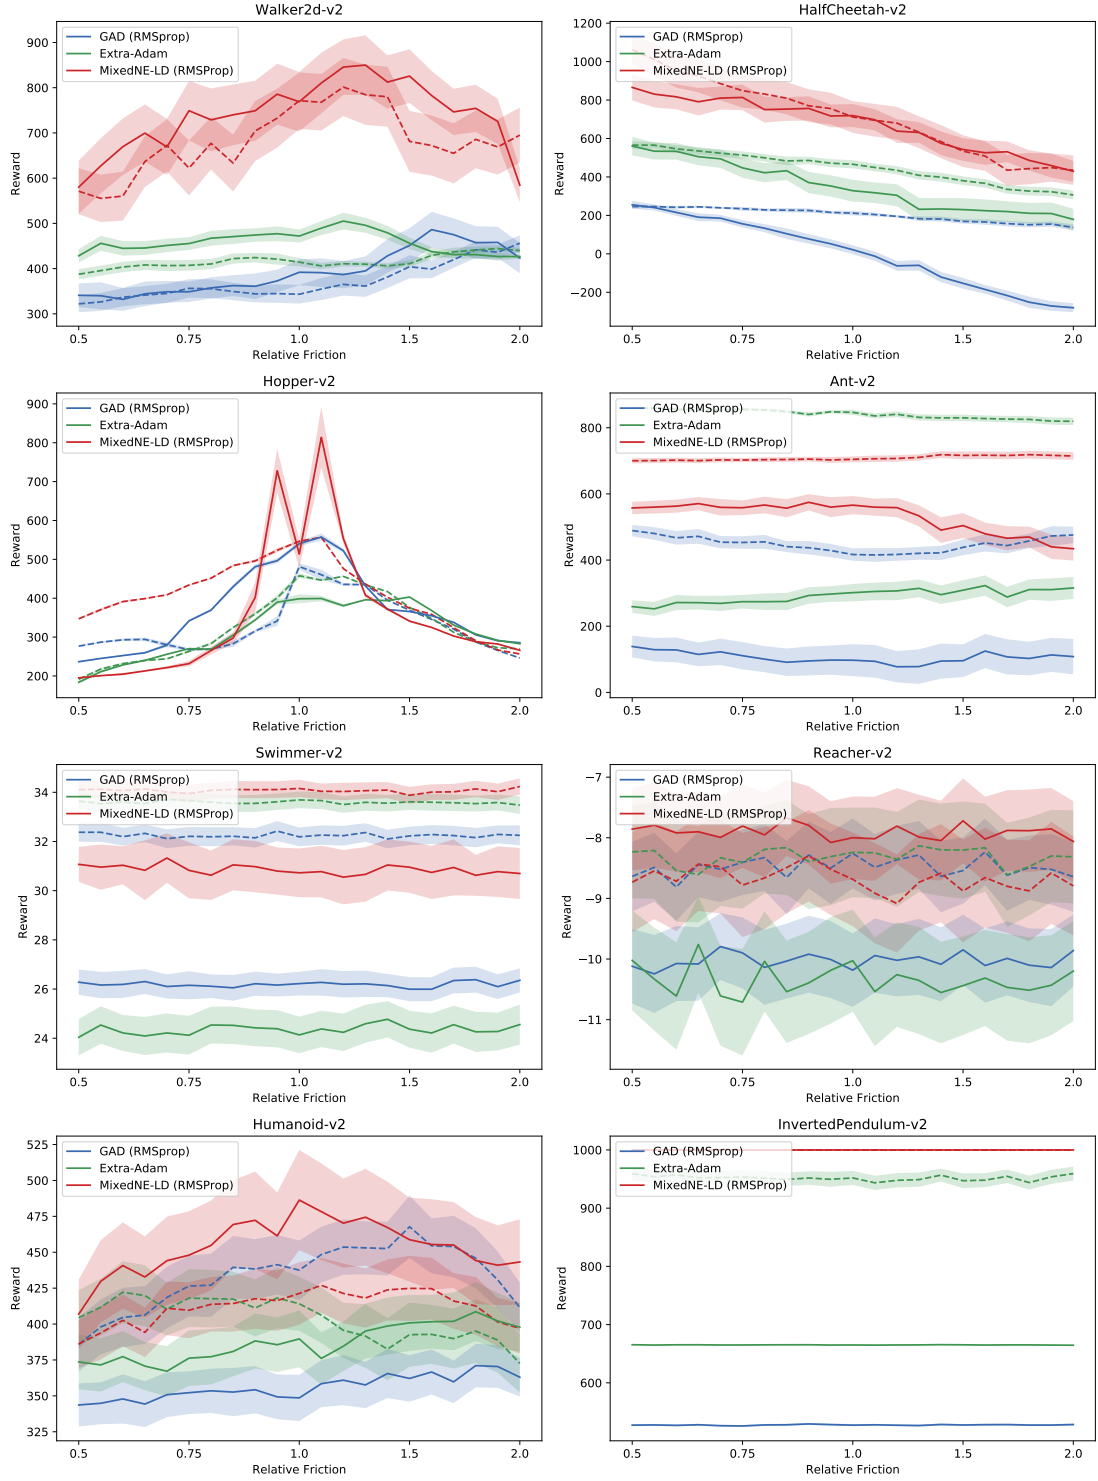 Walker2d-v2
GAD (RMSprop)
Extra-Adam
MixedNE-LD (RMSProp)
900
800
700
600
500
400
300
Reward
0.5 0.75 1.0 1.5 2.0
Relative Friction
HalfCheetah-v2
GAD (RMSprop)
Extra-Adam
MixedNE-LD (RMSProp)
1200
1000
800
600
400
200
0
−200
Reward
0.5 0.75 1.0 1.5 2.0
Relative Friction
Hopper-v2
GAD (RMSprop)
Extra-Adam
MixedNE-LD (RMSProp)
900
800
700
600
500
400
300
200
Reward
0.5 0.75 1.0 1.5 2.0
Relative Friction
Ant-v2
GAD (RMSprop)
Extra-Adam
MixedNE-LD (RMSProp)
800
600
400
200
0
Reward
0.5 0.75 1.0 1.5 2.0
Relative Friction
Swimmer-v2
GAD (RMSprop)
Extra-Adam
MixedNE-LD (RMSProp)
34
32
30
28
26
24
Reward
0.5 0.75 1.0 1.5 2.0
Relative Friction
Reacher-v2
GAD (RMSprop)
Extra-Adam
MixedNE-LD (RMSProp)
−7
−8
−9
−10
−11
Reward
0.5 0.75 1.0 1.5 2.0
Relative Friction
Humanoid-v2
GAD (RMSprop)
Extra-Adam
MixedNE-LD (RMSProp)
525
500
475
450
425
400
375
350
325
Reward
0.5 0.75 1.0 1.5 2.0
Relative Friction
InvertedPendulum-v2
GAD (RMSprop)
Extra-Adam
MixedNE-LD (RMSProp)
1000
900
800
700
600
Reward
0.5 0.75 1.0 1.5 2.0
Relative Friction